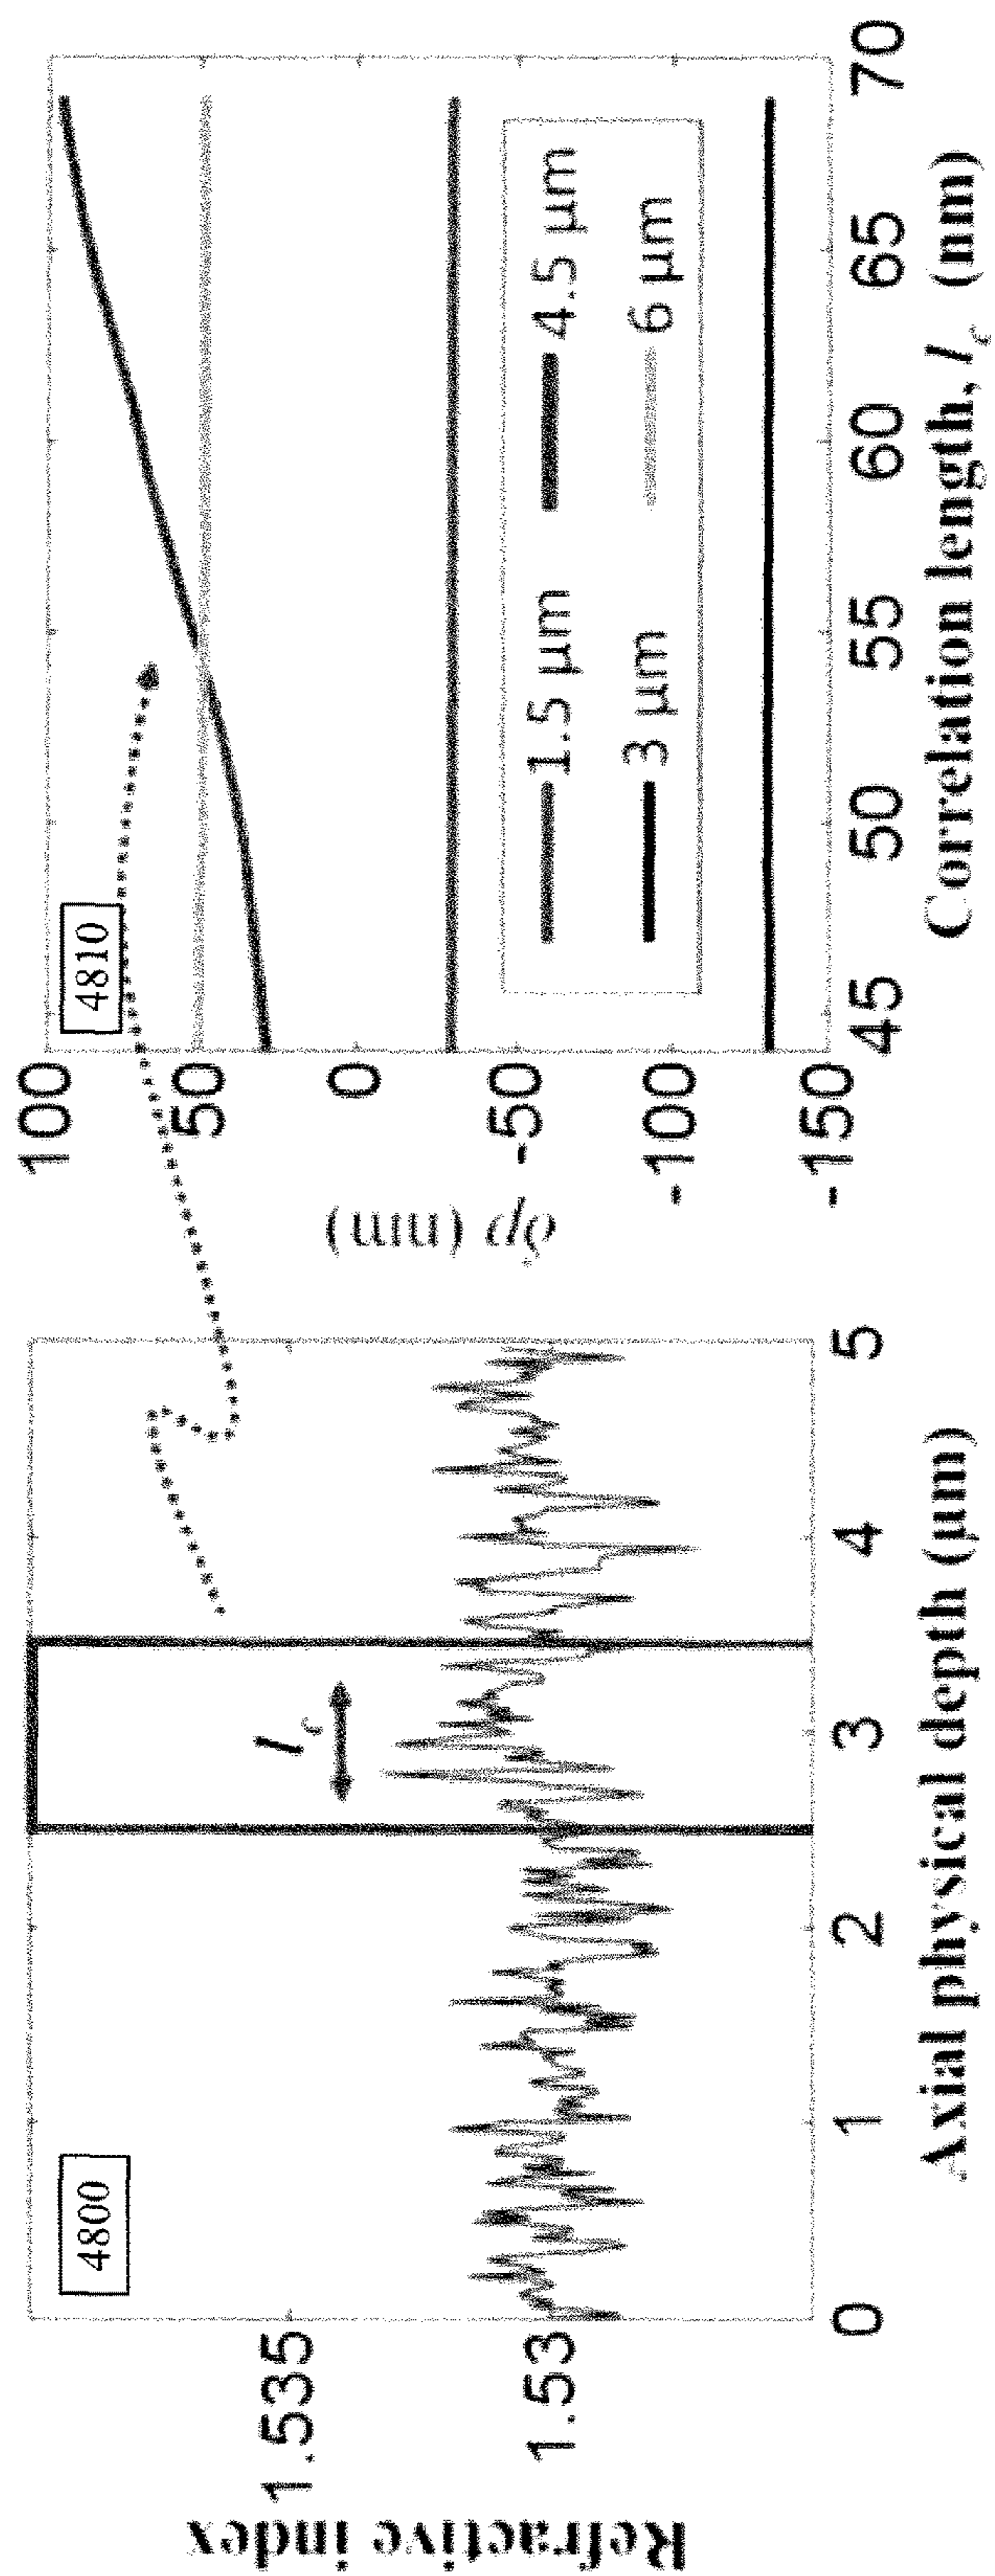 4800
Refractive index
1.535
1.53
l c
0
1
2
3
4
5
Axial physical depth (µm)
4810
δp (nm)
100
50
0
-50
-100
-150
1.5 µm
4.5 µm
3 µm
6 µm
45
50
55
60
65
70
Correlation length, l c (nm)